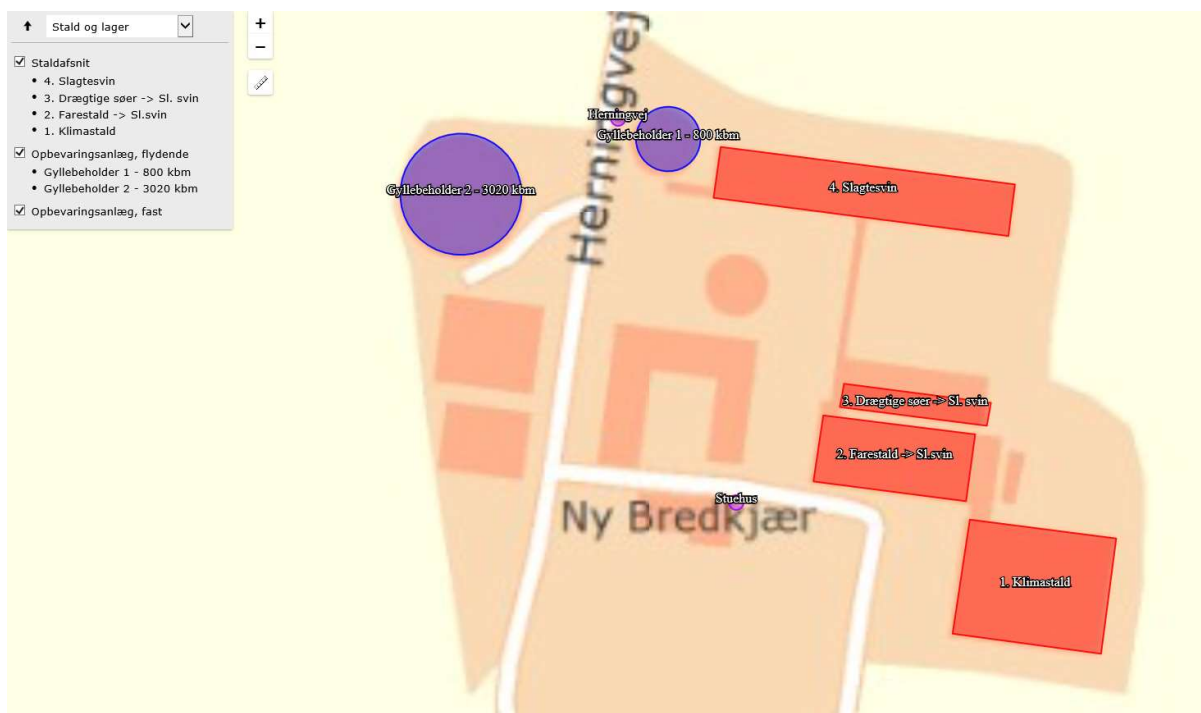 Stald og lager
Staldafsnit
4. Slagtesvin
3. Drægtige søer -> Sl. svin
2. Farestald -> Sl.svin
1. Klimastald
Opbevaringsanlæg, flydende
Gyllebeholder 1 - 800 kbm
Gyllebeholder 2 - 3020 kbm
Opbevaringsanlæg, fast
+
−
Herningvej
Herningvej
Gyllebeholder 1 - 800 kbm
Gyllebeholder 2 - 3020 kbm
4. Slagtesvin
3. Drægtige søer -> Sl. svin
2. Farestald -> Sl.svin
Stuehus
Ny Bredkjær
1. Klimastald